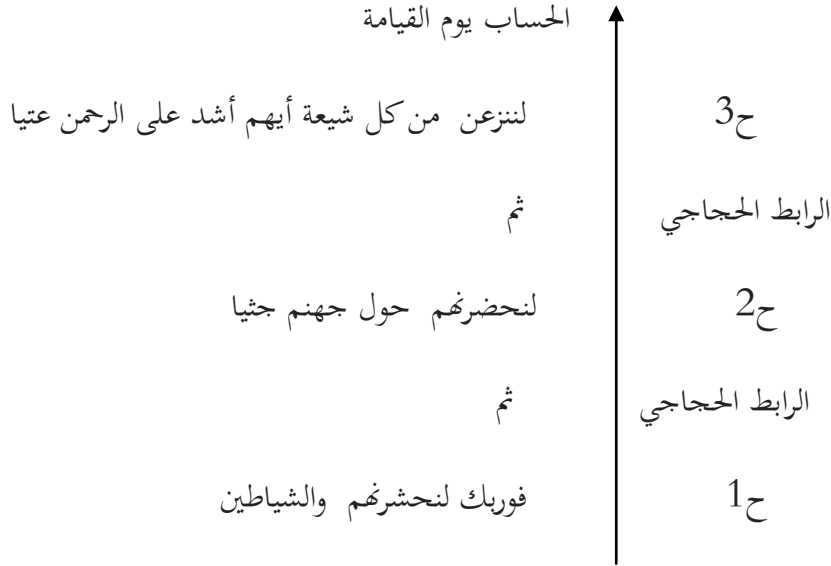 الحساب يوم القيامة
ح3 لننزعن من كل شيعة أيهم أشد على الرحمن عتيا
الرابط الحجاجي ثم
ح2 لنحضرنهم حول جهنم جثيا
الرابط الحجاجي ثم
ح1 فوربك لنحشرنهم والشياطين